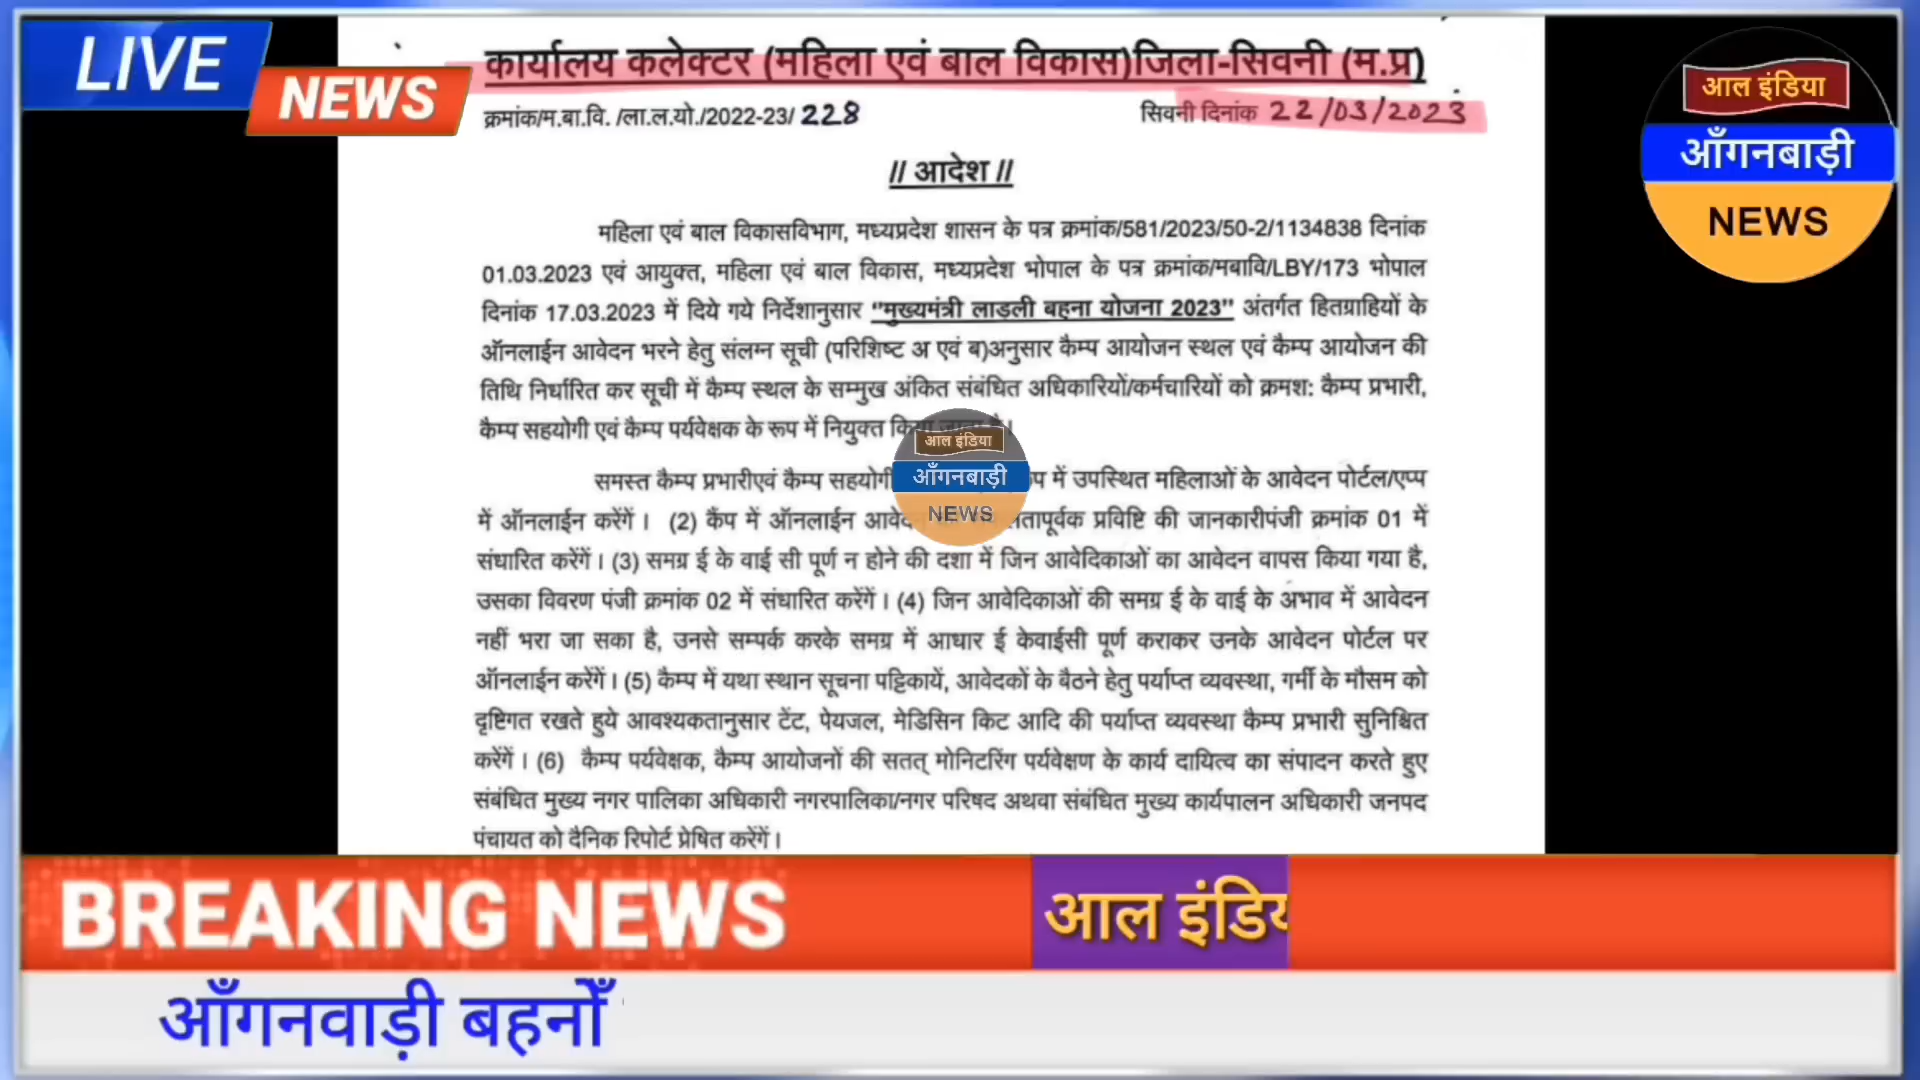 LIVE
NEWS
आल इंडिया
आँगनबाड़ी
NEWS
कार्यालय कलेक्टर (महिला एवं बाल विकास)जिला-सिवनी (म.प्र)
क्रमांक/म.बा.वि. /ला.ल.यो./2022-23/ 228 सिवनी दिनांक 22/03/2023
// आदेश //
महिला एवं बाल विकासविभाग, मध्यप्रदेश शासन के पत्र क्रमांक/581/2023/50-2/1134838 दिनांक
01.03.2023 एवं आयुक्त, महिला एवं बाल विकास, मध्यप्रदेश भोपाल के पत्र क्रमांक/मबावि/LBY/173 भोपाल
दिनांक 17.03.2023 में दिये गये निर्देशानुसार "मुख्यमंत्री लाडली बहना योजना 2023" अंतर्गत हितग्राहियों के
ऑनलाईन आवेदन भरने हेतु संलग्न सूची (परिशिष्ट अ एवं ब)अनुसार कैम्प आयोजन स्थल एवं कैम्प आयोजन की
तिथि निर्धारित कर सूची में कैम्प स्थल के सम्मुख अंकित संबंधित अधिकारियों/कर्मचारियों को क्रमश: कैम्प प्रभारी,
कैम्प सहयोगी एवं कैम्प पर्यवेक्षक के रूप में नियुक्त
आल इंडिया
आँगनबाड़ी
NEWS
समस्त कैम्प प्रभारीएवं कैम्प सहयोगी में उपस्थित महिलाओं के आवेदन पोर्टल/एप्प
में ऑनलाईन करेंगें। (2) कैंप में ऑनलाईन प्रविष्टि की जानकारीपंजी क्रमांक 01 में
संधारित करेंगें। (3) समग्र ई के वाई सी पूर्ण न होने की दशा में जिन आवेदिकाओं का आवेदन वापस किया गया है,
उसका विवरण पंजी क्रमांक 02 में संधारित करेंगें। (4) जिन आवेदिकाओं की समग्र ई के वाई के अभाव में आवेदन
नहीं भरा जा सका है, उनसे सम्पर्क करके समग्र में आधार ई केवाईसी पूर्ण कराकर उनके आवेदन पोर्टल पर
ऑनलाईन करेंगें। (5) कैम्प में यथा स्थान सूचना पट्टिकायें, आवेदकों के बैठने हेतु पर्याप्त व्यवस्था, गर्मी के मौसम को
दृष्टिगत रखते हुये आवश्यकतानुसार टेंट, पेयजल, मेडिसिन किट आदि की पर्याप्त व्यवस्था कैम्प प्रभारी सुनिश्चित
करेंगें। (6) कैम्प पर्यवेक्षक, कैम्प आयोजनों की सतत् मोनिटरिंग पर्यवेक्षण के कार्य दायित्व का संपादन करते हुए
संबंधित मुख्य नगर पालिका अधिकारी नगरपालिका/नगर परिषद अथवा संबंधित मुख्य कार्यपालन अधिकारी जनपद
पंचायत को दैनिक रिपोर्ट प्रेषित करेंगें।
BREAKING NEWS
आल इंडिय
आँगनवाड़ी बहनोँ